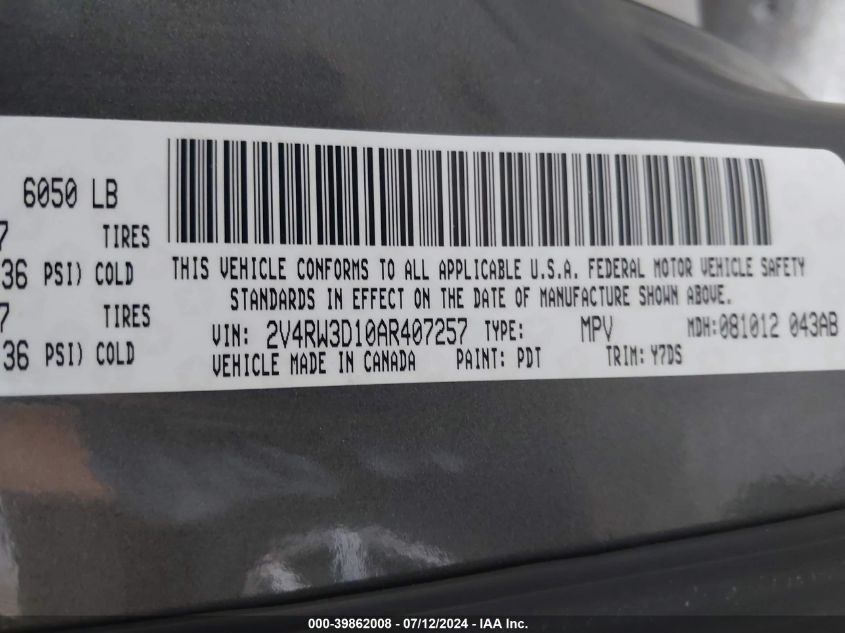 6050 LB
7 TIRES
36 PSI) COLD
7 TIRES
36 PSI) COLD
THIS VEHICLE CONFORMS TO ALL APPLICABLE U.S.A. FEDERAL MOTOR VEHICLE SAFETY
STANDARDS IN EFFECT ON THE DATE OF MANUFACTURE SHOWN ABOVE.
VIN: 2V4RW3D10AR407257 TYPE: MPV MDH:081012 043AB
VEHICLE MADE IN CANADA PAINT: PDT TRIM: Y7DS
000-39862008 / 07/12/2024 - IAA Inc.